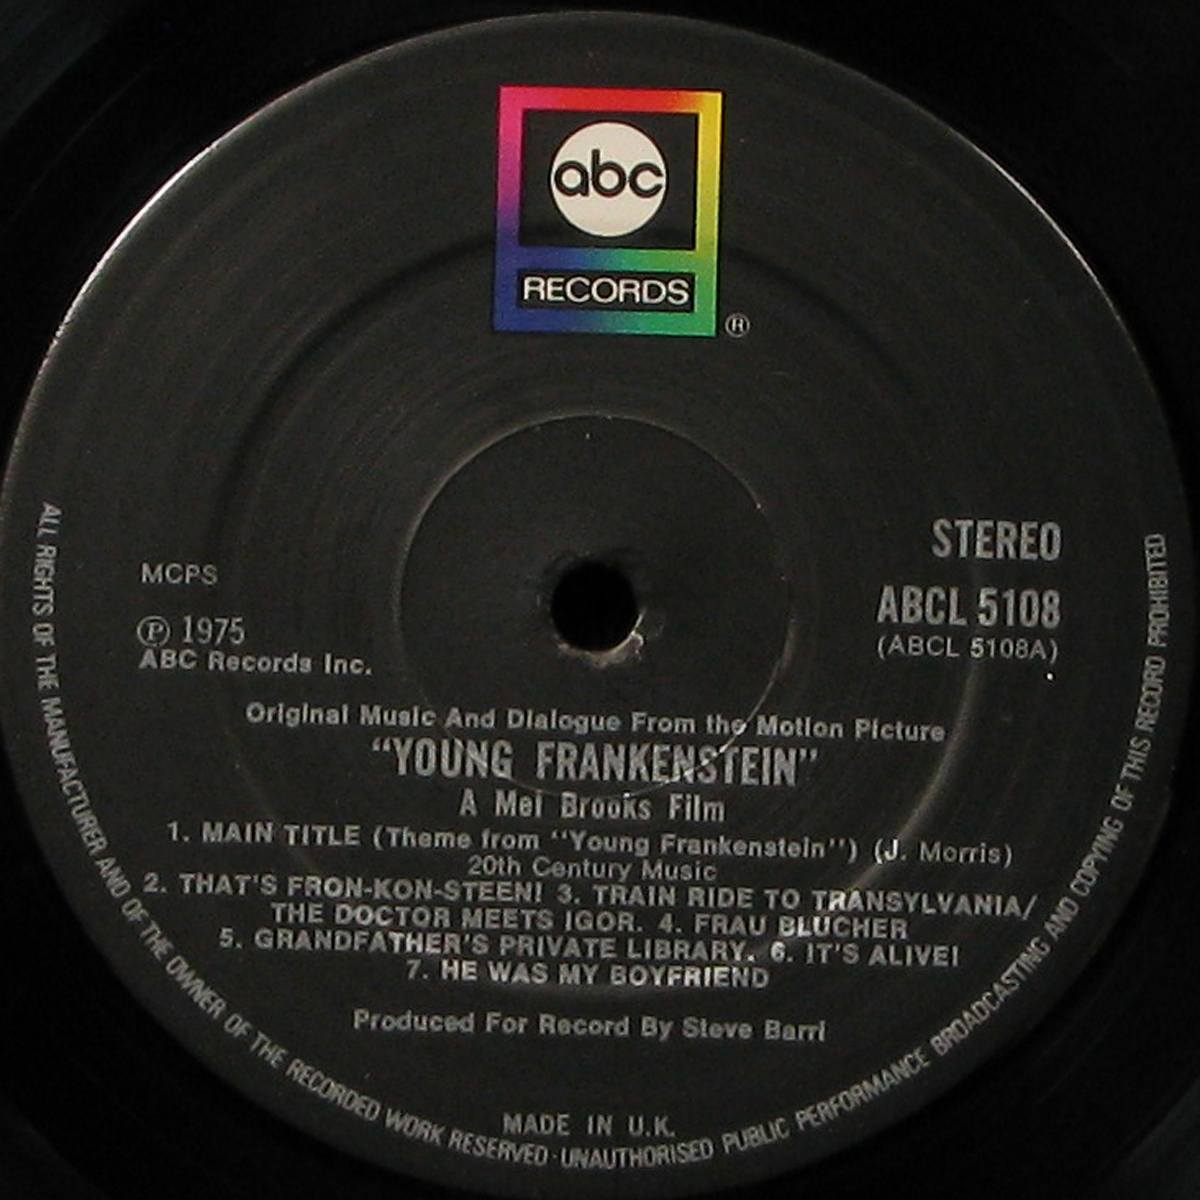 abc
RECORDS
®
STEREO
MCPS
ABCL 5108
℗ 1975
(ABCL 5108A)
ABC Records Inc.
Original Music And Dialogue From the Motion Picture
"YOUNG FRANKENSTEIN"
A Mel Brooks Film
1. MAIN TITLE (Theme from "Young Frankenstein") (J. Morris)
20th Century Music
2. THAT'S FRON-KON-STEEN! 3. TRAIN RIDE TO TRANSYLVANIA/
THE DOCTOR MEETS IGOR. 4. FRAU BLUCHER
5. GRANDFATHER'S PRIVATE LIBRARY. 6. IT'S ALIVE!
7. HE WAS MY BOYFRIEND
Produced For Record By Steve Barri
MADE IN U.K.
ALL RIGHTS OF THE MANUFACTURER AND OF THE OWNER OF THE RECORDED WORK RESERVED · UNAUTHORISED PUBLIC PERFORMANCE BROADCASTING AND COPYING OF THIS RECORD PROHIBITED